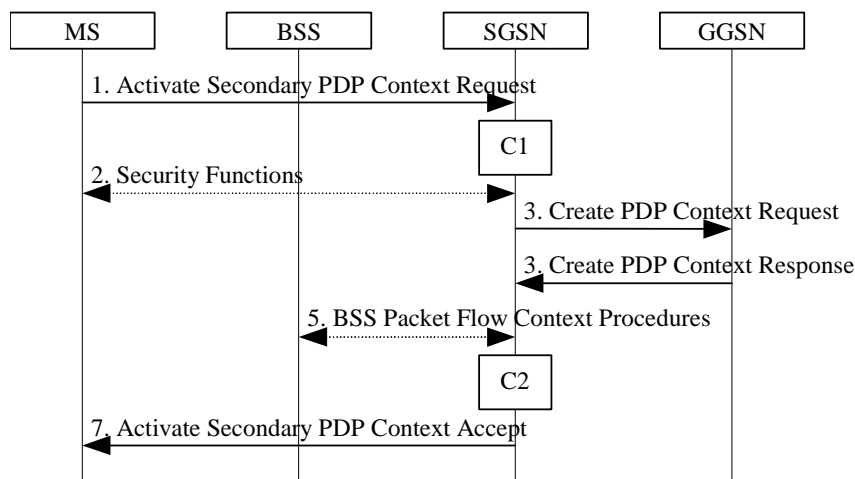 MS BSS SGSN GGSN
1. Activate Secondary PDP Context Request
C1
2. Security Functions
3. Create PDP Context Request
3. Create PDP Context Response
5. BSS Packet Flow Context Procedures
C2
7. Activate Secondary PDP Context Accept